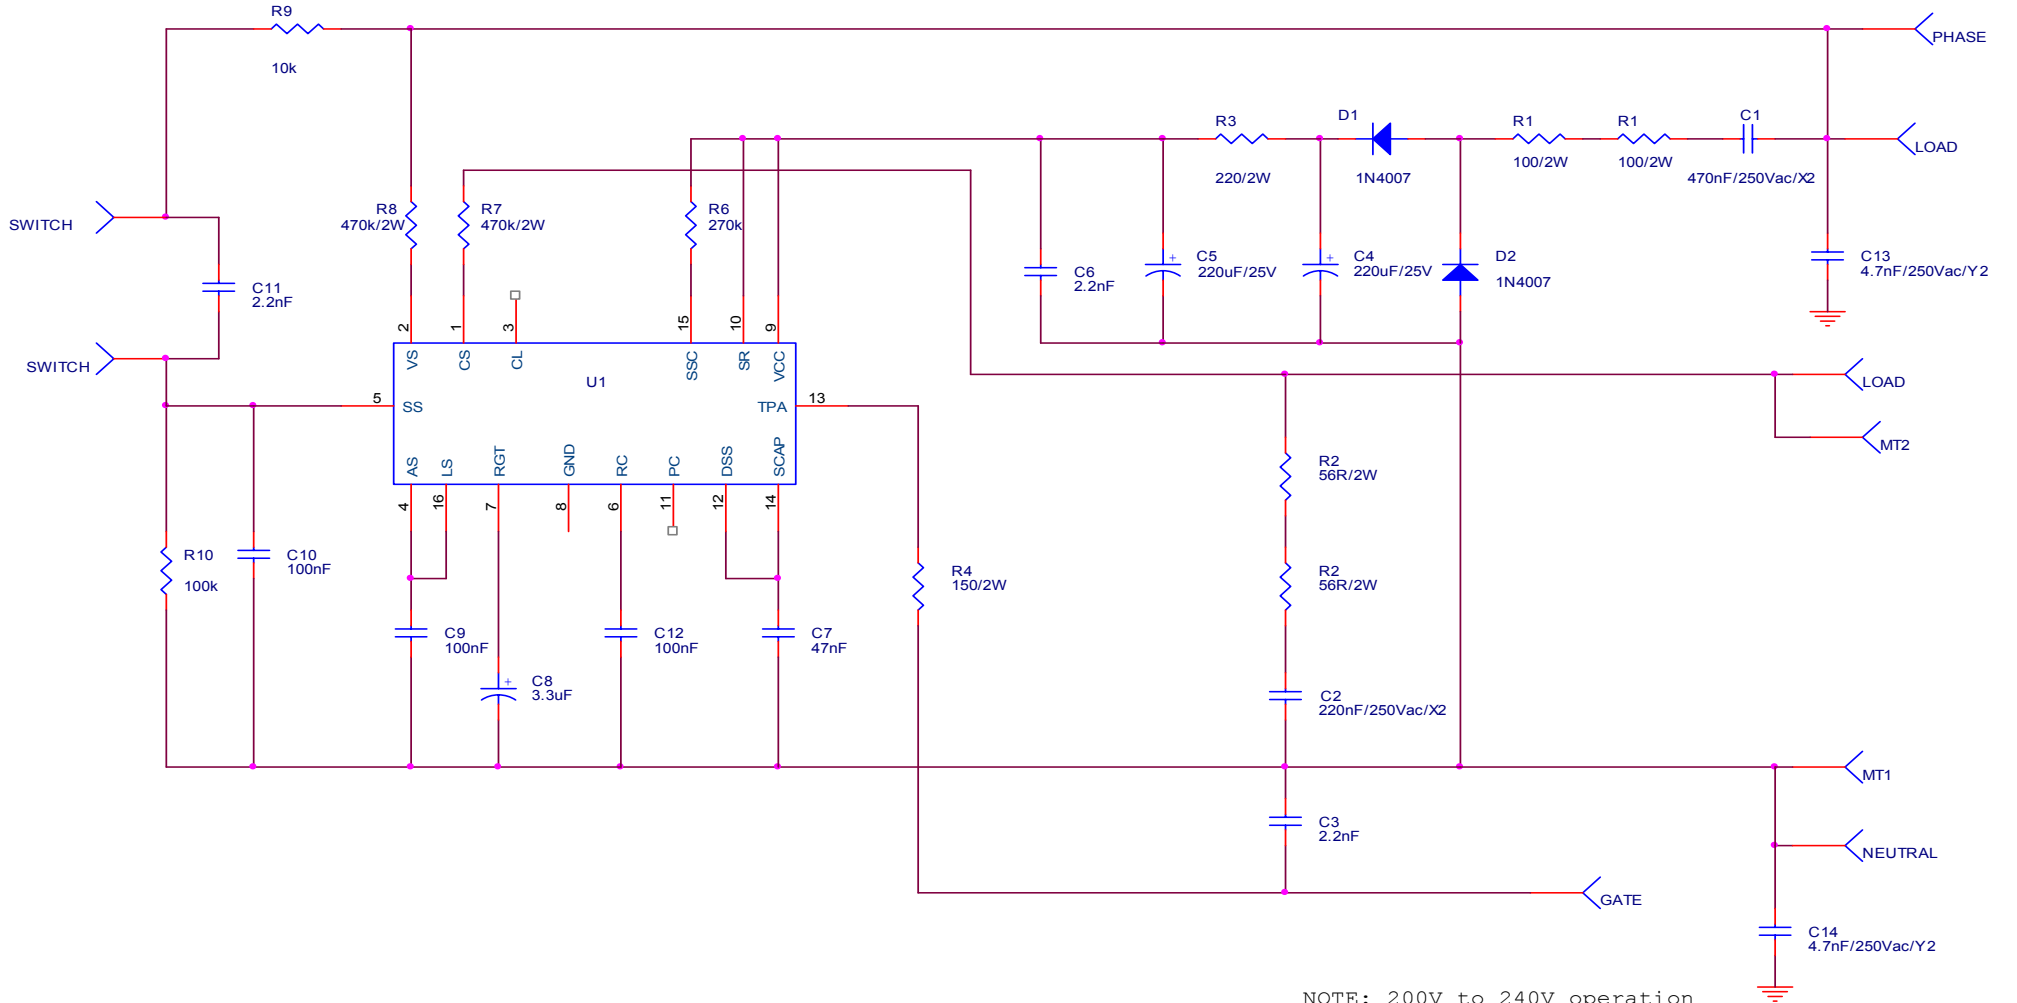 R9
10k
PHASE
D1
1N4007
R3
220/2W
R1
100/2W
R1
100/2W
C1
470nF/250Vac/X2
LOAD
SWITCH
R8
470k/2W
R7
470k/2W
R6
270k
C11
2.2nF
C6
2.2nF
C5
+
220uF/25V
C4
+
220uF/25V
D2
1N4007
C13
4.7nF/250Vac/Y2
2
1
3
15
10
9
VS
CS
CL
SSC
SR
VCC
SWITCH
U1
LOAD
5
SS
TPA
13
MT2
AS
LS
RGT
GND
RC
PC
DSS
SCAP
4
16
7
8
6
11
12
14
R2
56R/2W
R10
100k
C10
100nF
R4
150/2W
R2
56R/2W
C9
100nF
C12
100nF
C7
47nF
C8
+
3.3uF
C2
220nF/250Vac/X2
MT1
C3
2.2nF
NEUTRAL
GATE
C14
4.7nF/250Vac/Y2
NOTE: 200V to 240V operation